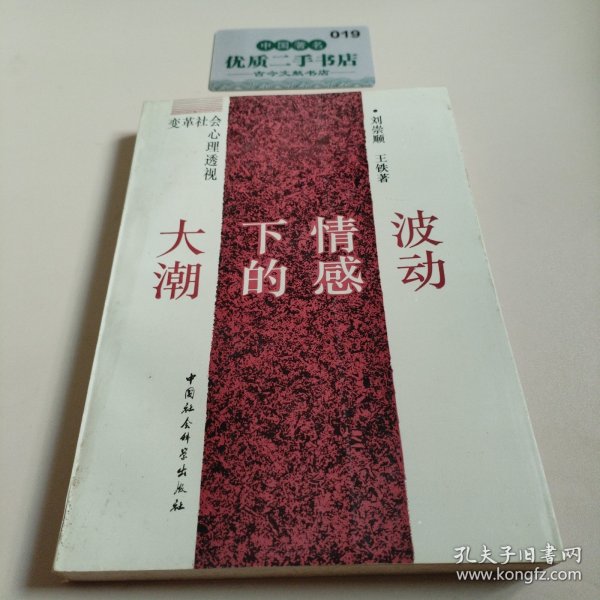 019
中国著名
优质二手书店
古今文献书店
变革社会心理透视
·刘崇顺 王铁著
大潮下的情感波动
中国社会科学出版社
孔夫子旧书网
www.kongfz.com